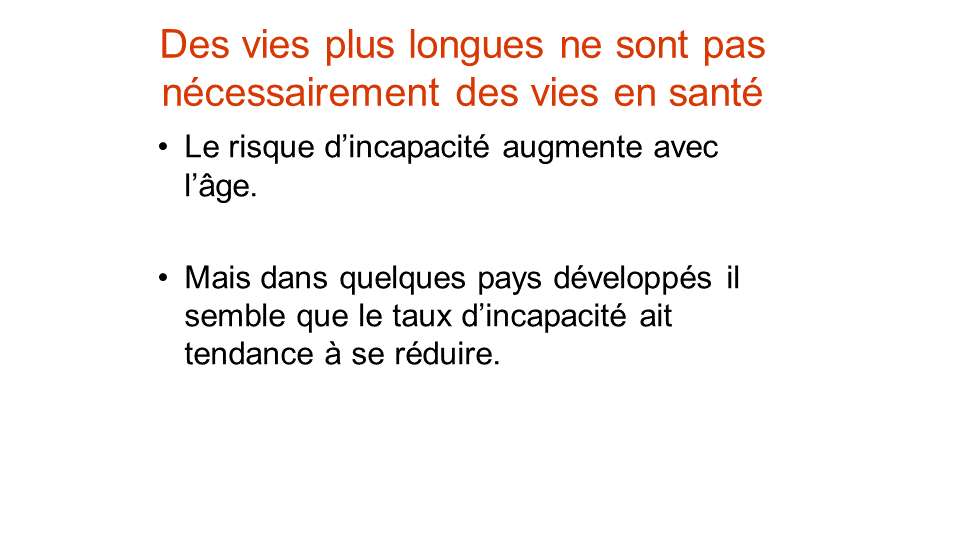 Des vies plus longues ne sont pas
nécessairement des vies en santé
• Le risque d’incapacité augmente avec
l’âge.
• Mais dans quelques pays développés il
semble que le taux d’incapacité ait
tendance à se réduire.